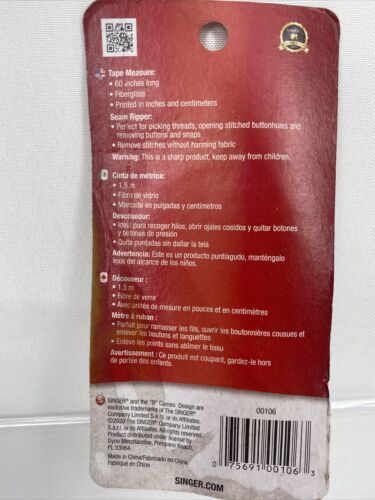 Tape Measure:
• 60 inches long
• Fiberglass
• Printed in inches and centimeters
Seam Ripper:
• Perfect for picking threads, opening stitched buttonholes and
removing buttons and snaps
• Remove stitches without harming fabric
Warning: This is a sharp product, keep away from children.
Cinta de métrica:
• 1,5 m
• Fibra de vidrio
• Marcada en pulgadas y centimetros
Descosedor:
• Ideal para recoger hilos, abrir ojales cosidos y quitar botones
y botones de presión
• Quita puntadas sin dañar la tela
Advertencia: Este es un producto puntiagudo, manténgalo
lejos del alcance de los niños.
Découseur :
• 1,5 m
• Fibre de verre
• Avec unités de mesure en pouces et en centimètres
Mètre à ruban :
• Parfait pour ramasser les fils, ouvrir les boutonnières cousues et
enlever les boutons et languettes
• Enlève les points sans abîmer le tissu
Avertissement : Ce produit est coupant, gardez-le hors
de portée des enfants.
SINGER® and the "S" Cameo Design are
exclusive trademarks of The SINGER®
Company Limited S.à.r.l. or its Affiliates.
©2020 The SINGER® Company Limited
S.à.r.l. or its Affiliates. All Rights Reserved.
Product distributed under license by
Dyno Merchandise, Pompano Beach,
FL 33064.
Made in China/Fabricado en China
Fabriqué en Chine
00106
0 75691 00106 3
SINGER.COM